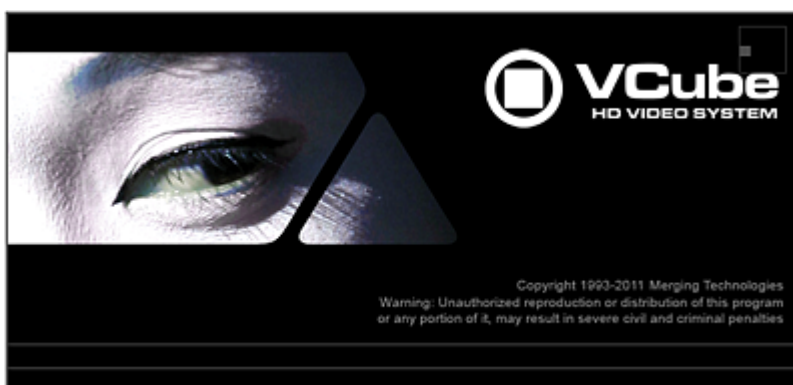 VCube
HD VIDEO SYSTEM
Copyright 1993-2011 Merging Technologies
Warning: Unauthorized reproduction or distribution of this program
or any portion of it, may result in severe civil and criminal penalties